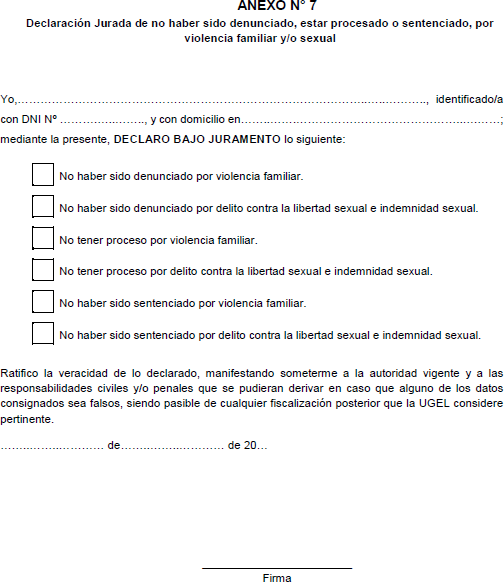 ANEXO N° 7
Declaración Jurada de no haber sido denunciado, estar procesado o sentenciado, por
violencia familiar y/o sexual
Yo,……………………………………………………………………………..…..……….., identificado/a
con DNI Nº ………….…..…….., y con domicilio en……..……..…………………………………..………;
mediante la presente, DECLARO BAJO JURAMENTO lo siguiente:
No haber sido denunciado por violencia familiar.
No haber sido denunciado por delito contra la libertad sexual e indemnidad sexual.
No tener proceso por violencia familiar.
No tener proceso por delito contra la libertad sexual e indemnidad sexual.
No haber sido sentenciado por violencia familiar.
No haber sido sentenciado por delito contra la libertad sexual e indemnidad sexual.
Ratifico la veracidad de lo declarado, manifestando someterme a la autoridad vigente y a las
responsabilidades civiles y/o penales que se pudieran derivar en caso que alguno de los datos
consignados sea falsos, siendo pasible de cualquier fiscalización posterior que la UGEL considere
pertinente.
……..……..………… de……..……..………… de 20…
Firma